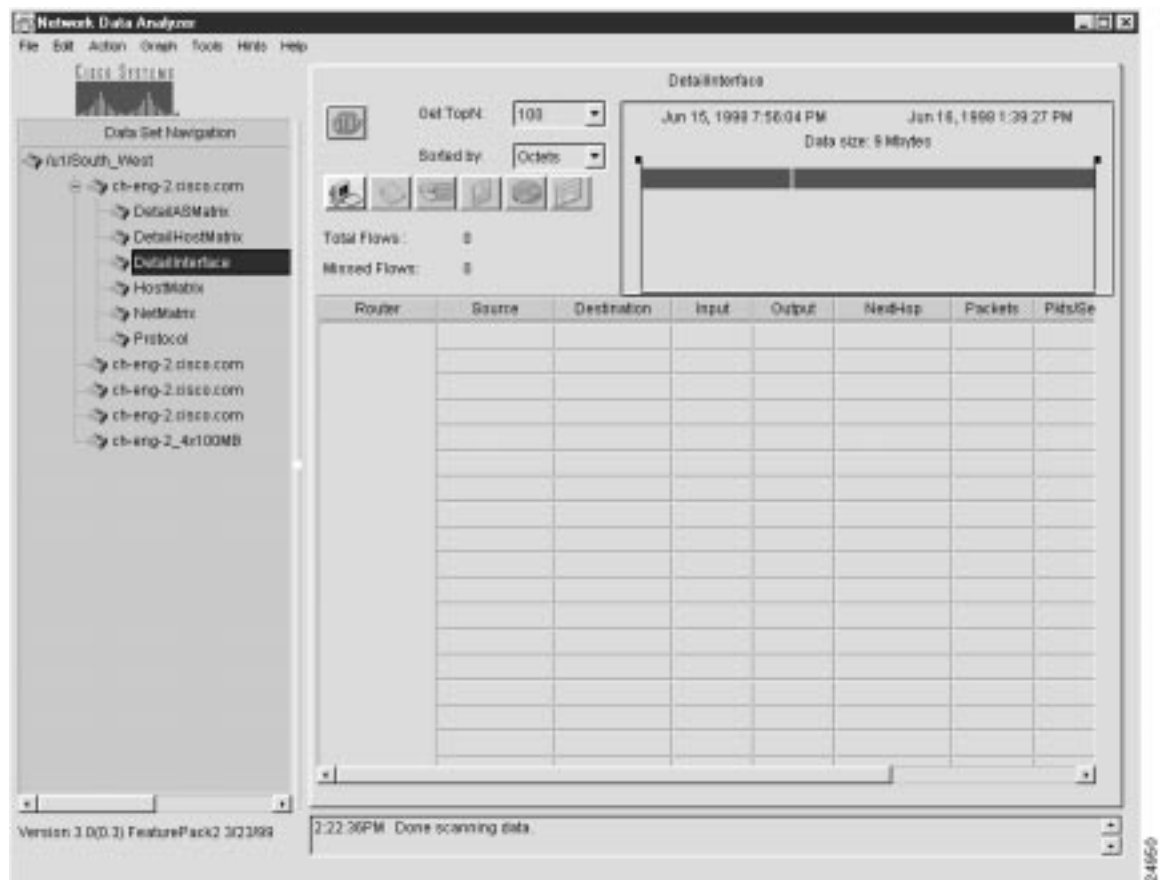 Network Data Analyzer
File Edit Action Graph Tools Hints Help
CISCO SYSTEMS
Data Set Navigation
/u1/South_West
ch-eng-2.cisco.com
DetailASMatrix
DetailHostMatrix
DetailInterface
HostMatrix
NetMatrix
Protocol
ch-eng-2.cisco.com
ch-eng-2.cisco.com
ch-eng-2.cisco.com
ch-eng-2_4x100MB
Version 3.0(0.3) FeaturePack2 3/23/99
DetailInterface
Get TopN: 100
Sorted by: Octets
Total Flows : 0
Missed Flows: 0
Jun 15, 1998 7:56:04 PM Jun 16, 1998 1:39:27 PM
Data size: 9 Mbytes
Router Source Destination Input Output NextHop Packets Pkts/Se
2:22:36PM Done scanning data.
24950